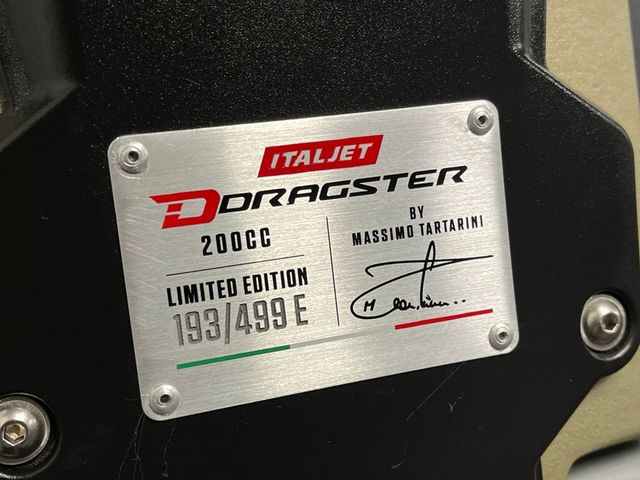 ITALJET
D DRAGSTER
200CC
LIMITED EDITION
193/499 E
BY
MASSIMO TARTARINI